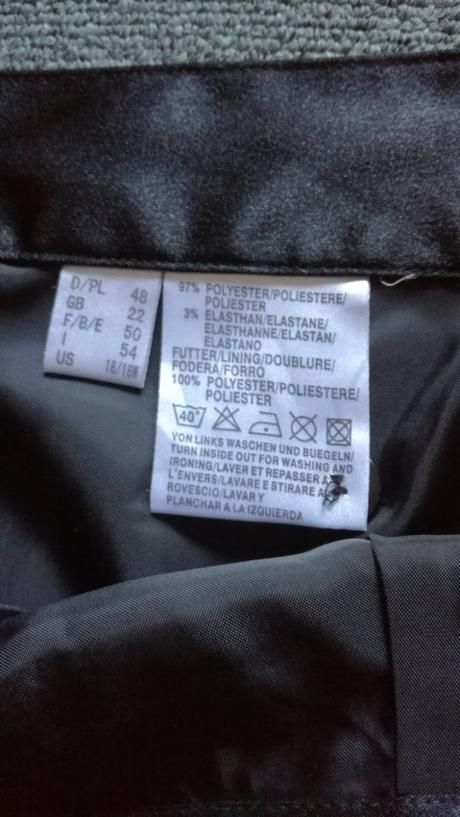 D/PL 48
GB 22
F/B/E 50
I 54
US 18/18W
97% POLYESTER/POLIESTERE/
POLIESTER
3% ELASTHAN/ELASTANE/
ELASTHANNE/ELASTAN/
ELASTANO
FUTTER/LINING/DOUBLURE/
FODERA/FORRO
100% POLYESTER/POLIESTERE/
POLIESTER
40°
VON LINKS WASCHEN UND BUEGELN/
TURN INSIDE OUT FOR WASHING AND
IRONING/LAVER ET REPASSER A
L'ENVERS/LAVARE E STIRARE A
ROVESCIO/LAVAR Y
PLANCHAR A LA IZQUIERDA